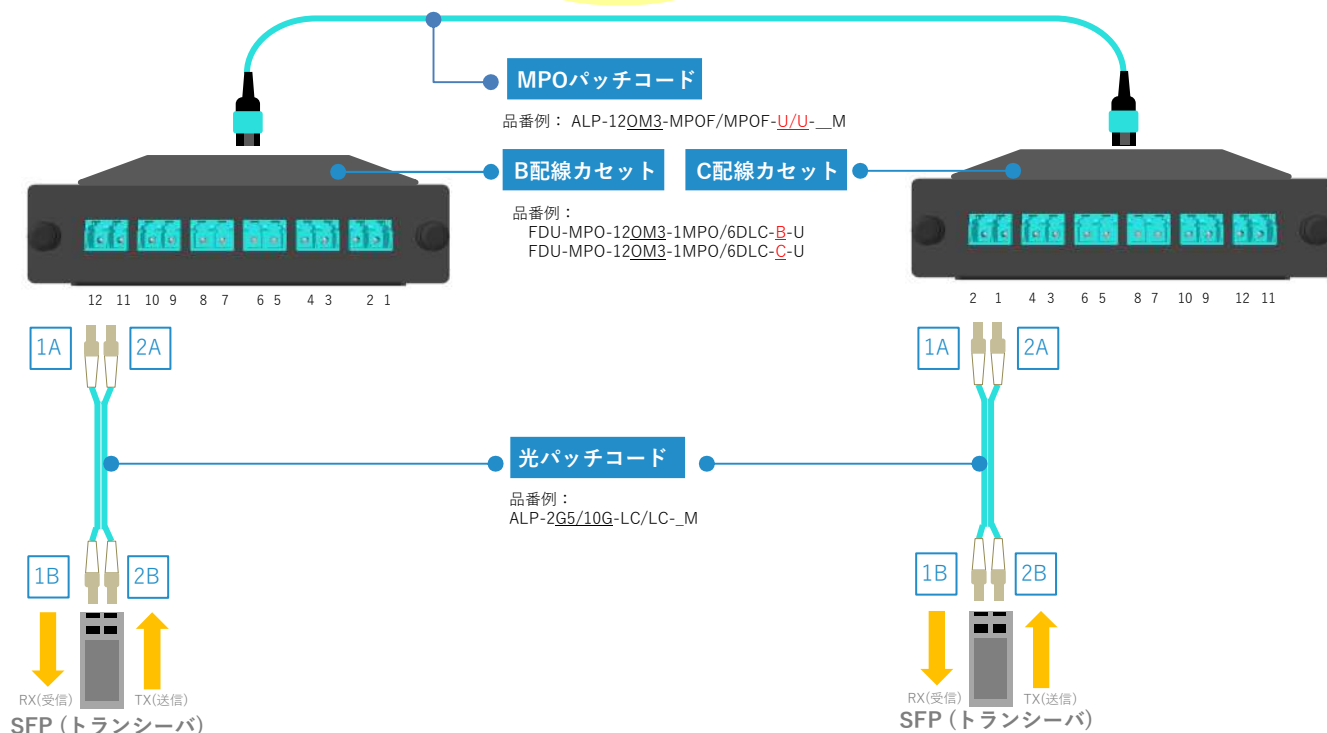 MPOパッチコード
品番例： ALP-12OM3-MPOF/MPOF-U/U-__M
B配線カセット
C配線カセット
品番例：
FDU-MPO-12OM3-1MPO/6DLC-B-U
FDU-MPO-12OM3-1MPO/6DLC-C-U
12 11 10 9 8 7 6 5 4 3 2 1
2 1 4 3 6 5 8 7 10 9 12 11
1A
2A
1A
2A
光パッチコード
品番例：
ALP-2G5/10G-LC/LC-_M
1B
2B
1B
2B
RX(受信)
TX(送信)
SFP (トランシーバ)
RX(受信)
TX(送信)
SFP (トランシーバ)